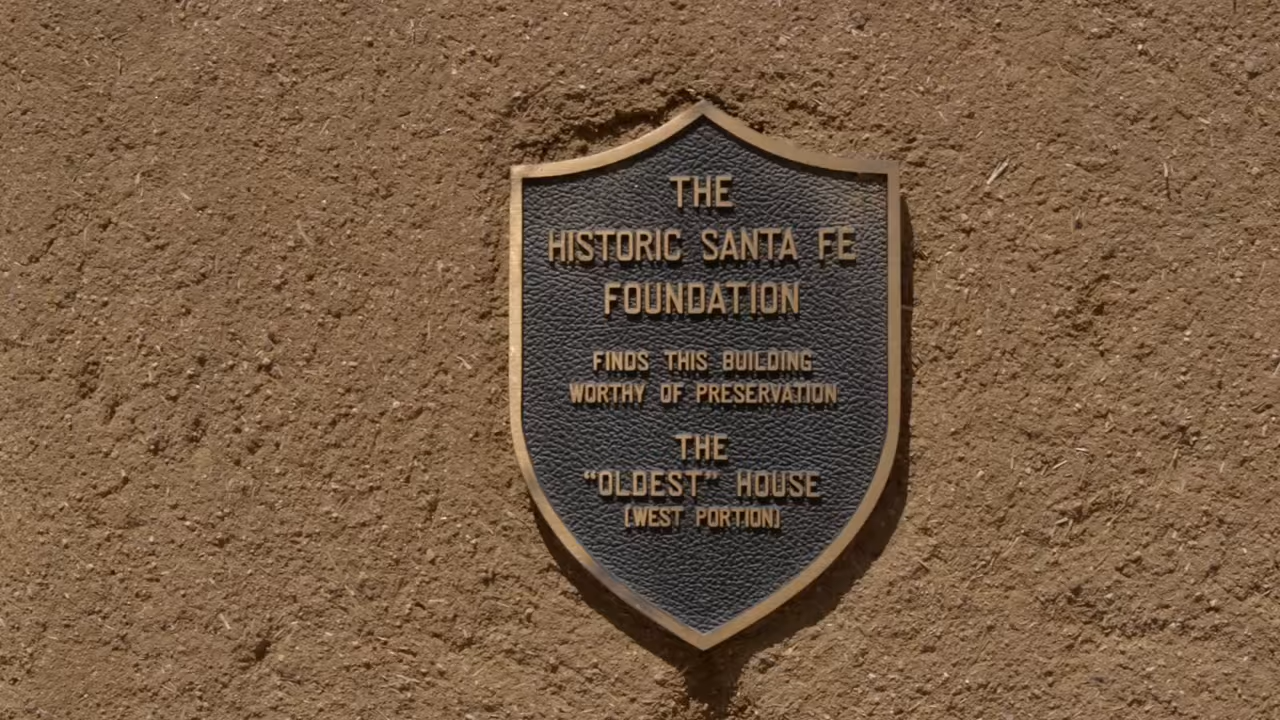 THE
HISTORIC SANTA FE
FOUNDATION
FINDS THIS BUILDING
WORTHY OF PRESERVATION
THE
“OLDEST” HOUSE
(WEST PORTION)